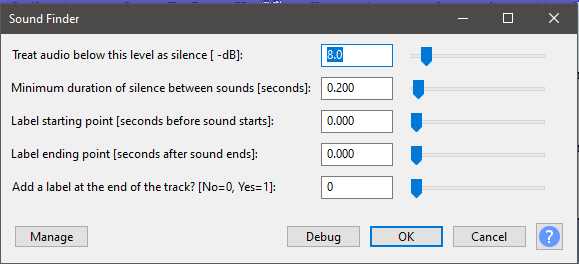 Sound Finder
Treat audio below this level as silence [ -dB]: 8.0
Minimum duration of silence between sounds [seconds]: 0.200
Label starting point [seconds before sound starts]: 0.000
Label ending point [seconds after sound ends]: 0.000
Add a label at the end of the track? [No=0, Yes=1]: 0
Manage Debug OK Cancel ?